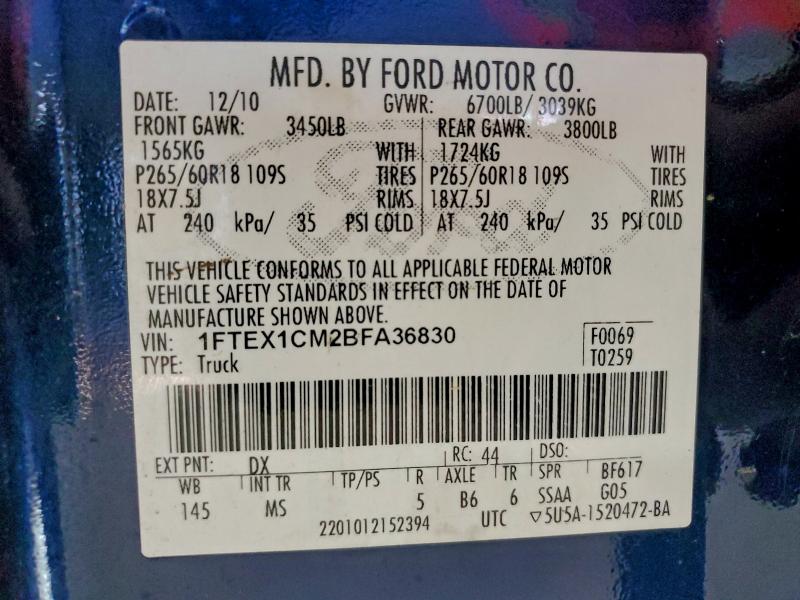 MFD. BY FORD MOTOR CO.
DATE: 12/10 GVWR: 6700LB/ 3039KG
FRONT GAWR: 3450LB REAR GAWR: 3800LB
1565KG WITH 1724KG WITH
P265/60R18 109S TIRES P265/60R18 109S TIRES
18X7.5J RIMS 18X7.5J RIMS
AT 240 kPa/ 35 PSI COLD AT 240 kPa/ 35 PSI COLD
THIS VEHICLE CONFORMS TO ALL APPLICABLE FEDERAL MOTOR
VEHICLE SAFETY STANDARDS IN EFFECT ON THE DATE OF
MANUFACTURE SHOWN ABOVE.
VIN: 1FTEX1CM2BFA36830 F0069
TYPE: Truck T0259
EXT PNT: DX RC: 44 DSO:
WB INT TR TP/PS R AXLE TR SPR BF617
145 MS 5 B6 6 SSAA G05
2201012152394 UTC ▽5U5A-1520472-BA